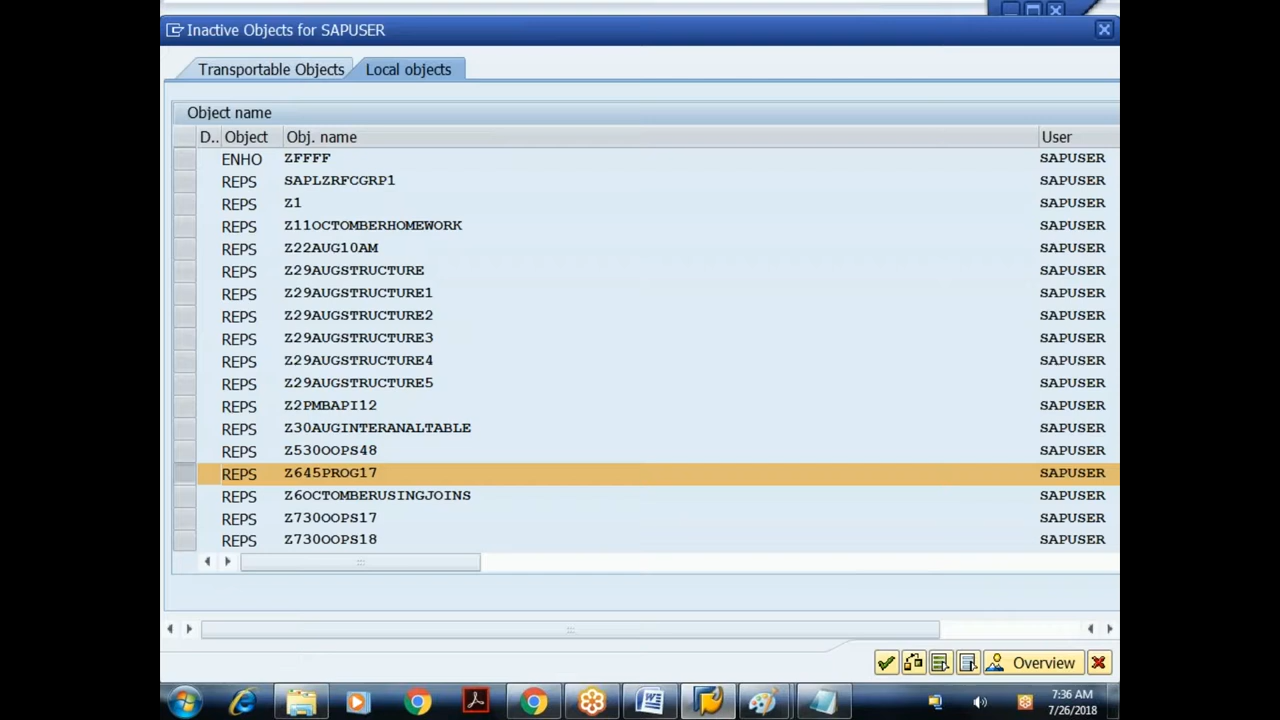 Inactive Objects for SAPUSER
Transportable Objects Local objects
Object name
D.. Object Obj. name User
ENHO ZFFFF SAPUSER
REPS SAPLZRFCGRP1 SAPUSER
REPS Z1 SAPUSER
REPS Z11OCTOMBERHOMEWORK SAPUSER
REPS Z22AUG10AM SAPUSER
REPS Z29AUGSTRUCTURE SAPUSER
REPS Z29AUGSTRUCTURE1 SAPUSER
REPS Z29AUGSTRUCTURE2 SAPUSER
REPS Z29AUGSTRUCTURE3 SAPUSER
REPS Z29AUGSTRUCTURE4 SAPUSER
REPS Z29AUGSTRUCTURE5 SAPUSER
REPS Z2PMBAPI12 SAPUSER
REPS Z30AUGINTERANALTABLE SAPUSER
REPS Z530OOPS48 SAPUSER
REPS Z645PROG17 SAPUSER
REPS Z6OCTOMBERUSINGJOINS SAPUSER
REPS Z730OOPS17 SAPUSER
REPS Z730OOPS18 SAPUSER
Overview
7:36 AM
7/26/2018